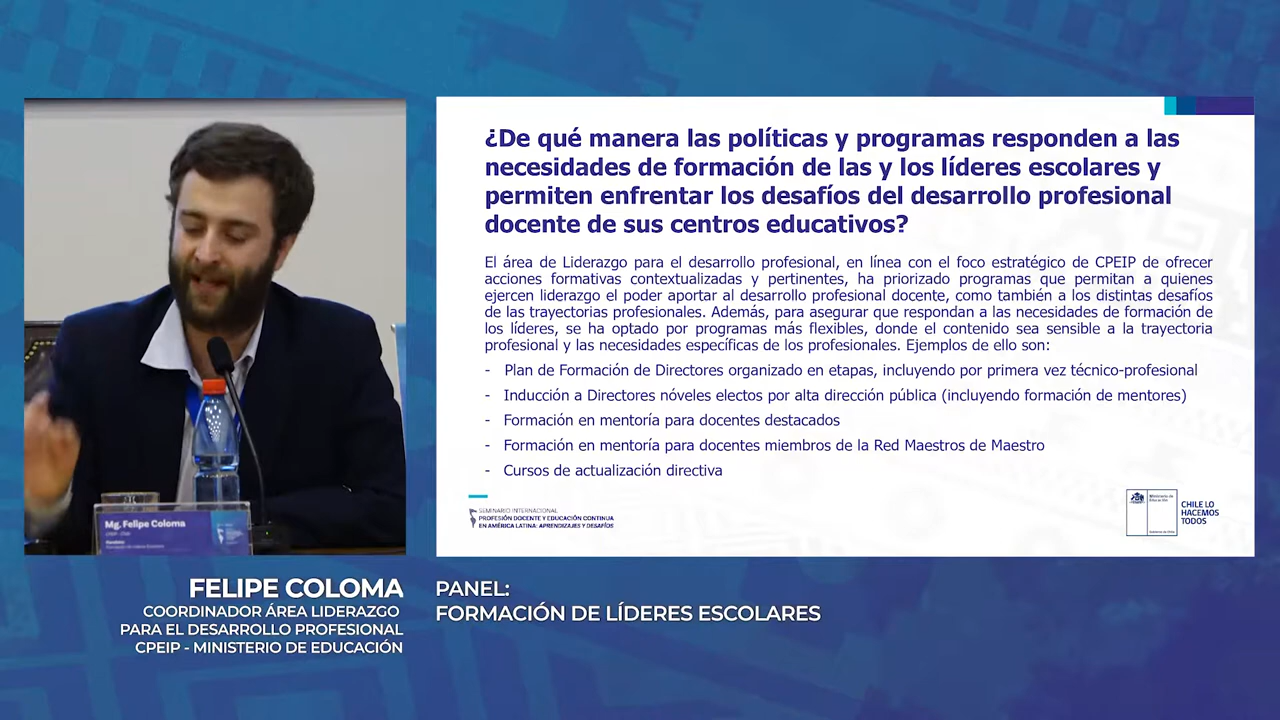 ¿De qué manera las políticas y programas responden a las
necesidades de formación de las y los líderes escolares y
permiten enfrentar los desafíos del desarrollo profesional
docente de sus centros educativos?
El área de Liderazgo para el desarrollo profesional, en línea con el foco estratégico de CPEIP de ofrecer
acciones formativas contextualizadas y pertinentes, ha priorizado programas que permitan a quienes
ejercen liderazgo el poder aportar al desarrollo profesional docente, como también a los distintas desafíos
de las trayectorias profesionales. Además, para asegurar que respondan a las necesidades de formación de
los líderes, se ha optado por programas más flexibles, donde el contenido sea sensible a la trayectoria
profesional y las necesidades específicas de los profesionales. Ejemplos de ello son:
- Plan de Formación de Directores organizado en etapas, incluyendo por primera vez técnico-profesional
- Inducción a Directores nóveles electos por alta dirección pública (incluyendo formación de mentores)
- Formación en mentoría para docentes destacados
- Formación en mentoría para docentes miembros de la Red Maestros de Maestro
- Cursos de actualización directiva
SEMINARIO INTERNACIONAL
PROFESIÓN DOCENTE Y EDUCACIÓN CONTINUA
EN AMÉRICA LATINA: APRENDIZAJES Y DESAFÍOS
Ministerio de
Educación
Gobierno de Chile
CHILE LO
HACEMOS
TODOS
Mg. Felipe Coloma
FELIPE COLOMA
COORDINADOR ÁREA LIDERAZGO
PARA EL DESARROLLO PROFESIONAL
CPEIP - MINISTERIO DE EDUCACIÓN
PANEL:
FORMACIÓN DE LÍDERES ESCOLARES